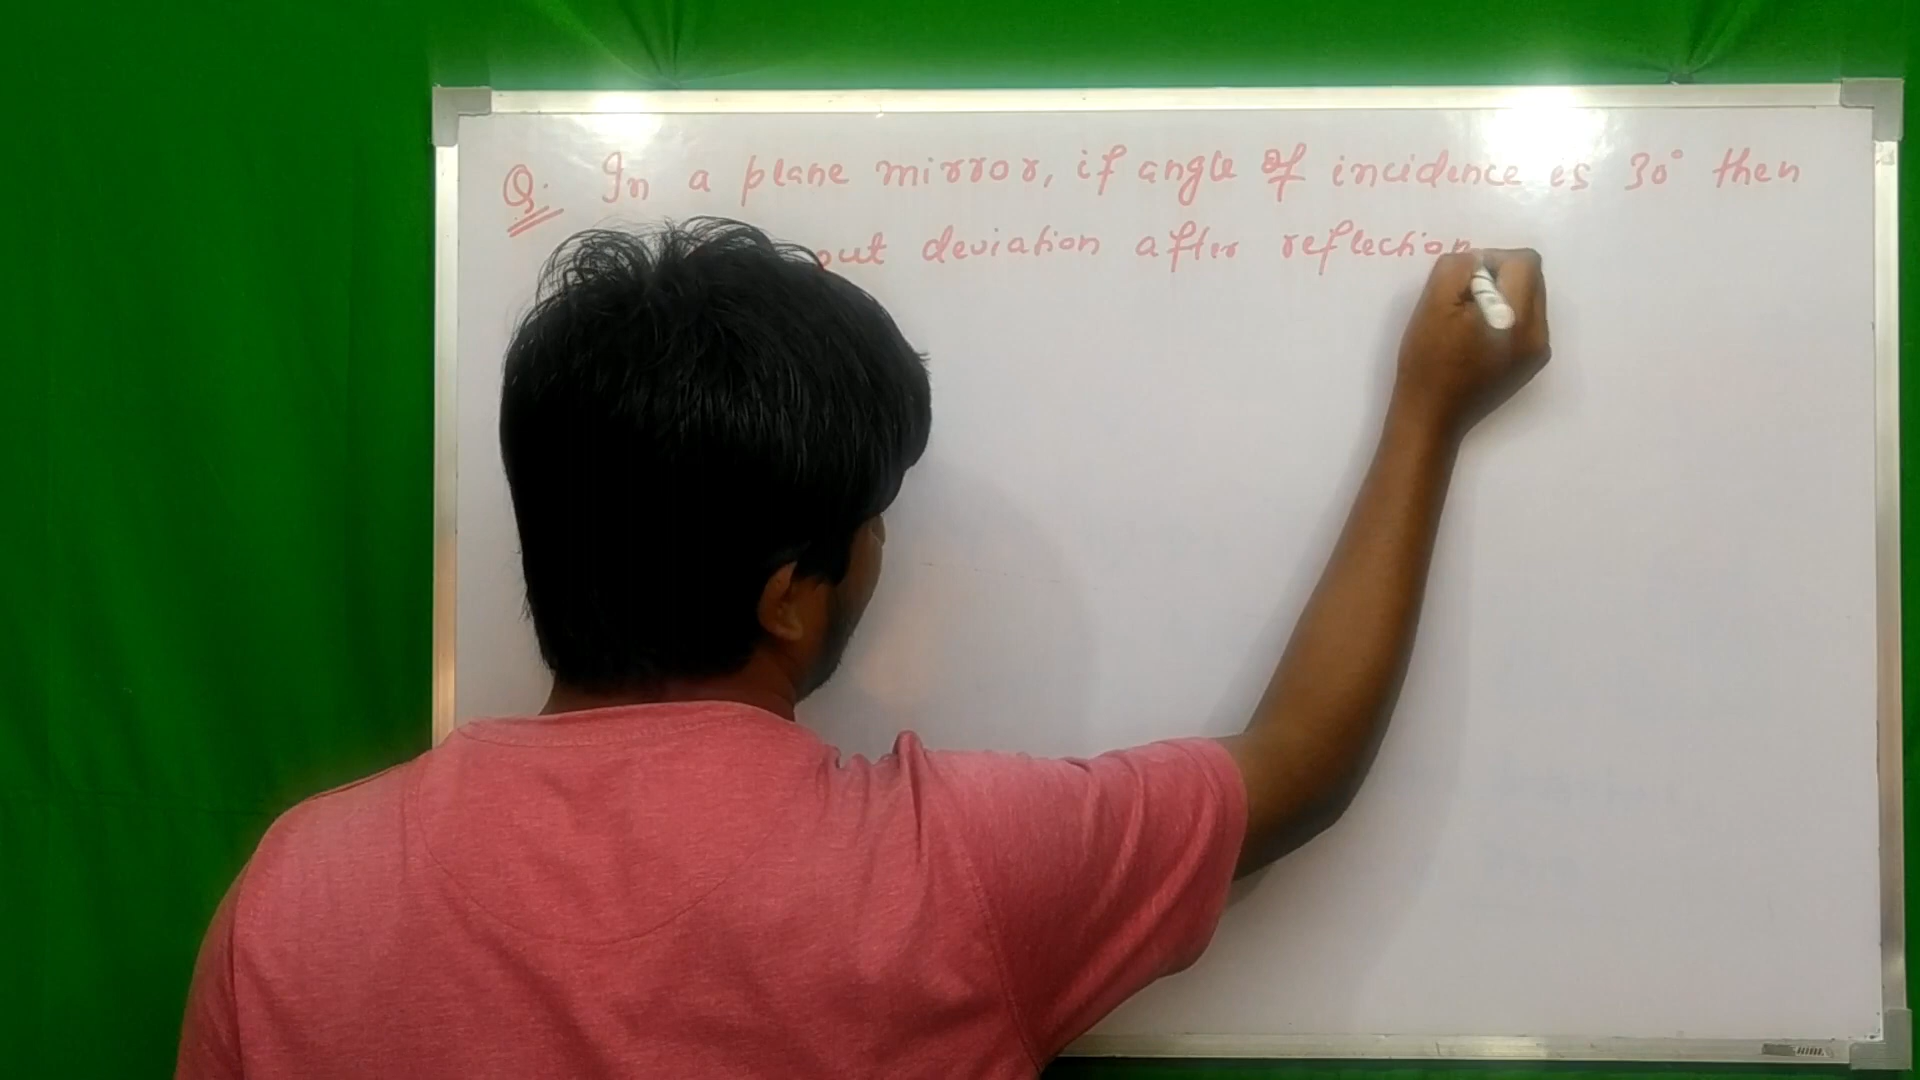 Q. In a plane mirror, if angle of incidence is 30° then
out deviation after reflection